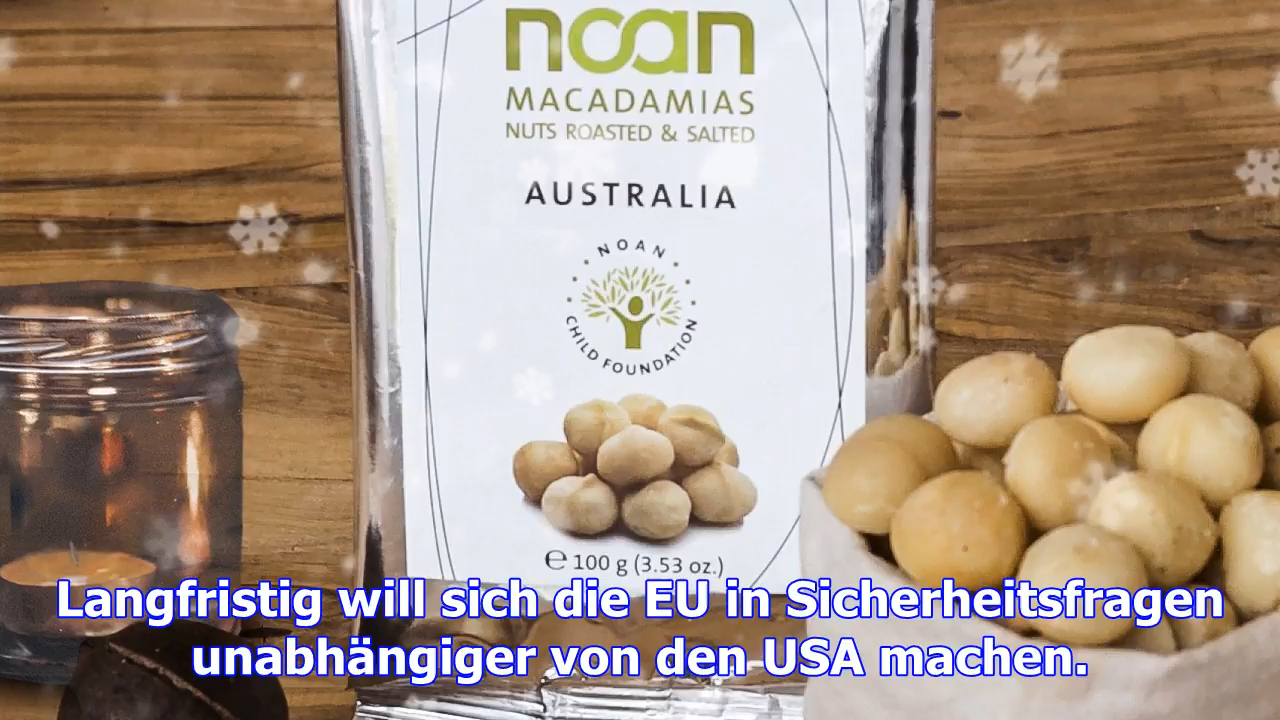 noan
MACADAMIAS
NUTS ROASTED & SALTED
AUSTRALIA
NOAN
CHILD FOUNDATION
℮ 100 g (3.53 oz.)
Langfristig will sich die EU in Sicherheitsfragen
unabhängiger von den USA machen.